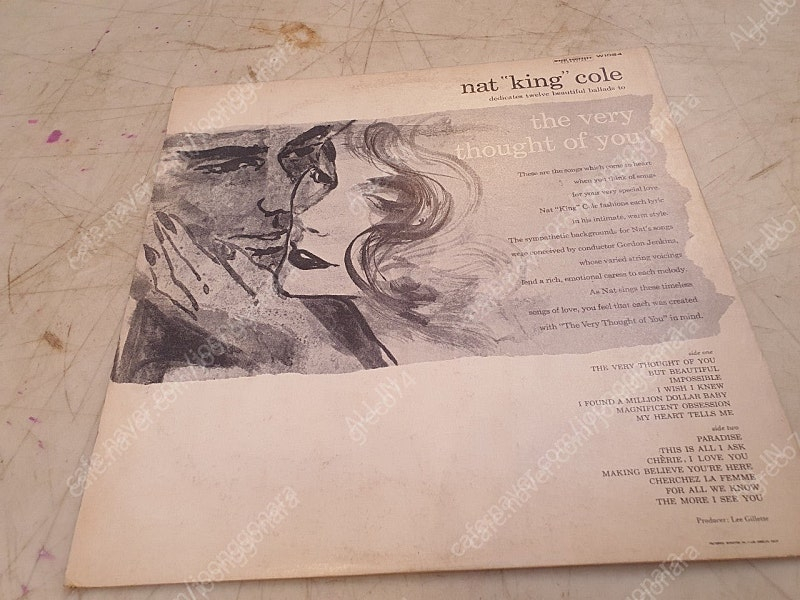 W1084
nat "king" cole
dedicates twelve beautiful ballads to
the very
thought of you
These are the songs which come to heart
when you think of songs
for your very special love.
Nat "King" Cole fashions each lyric
in his intimate, warm style.
The sympathetic backgrounds for Nat's songs
were conceived by conductor Gordon Jenkins,
whose varied string voicings
lend a rich, emotional caress to each melody.
As Nat sings these timeless
songs of love, you feel that each was created
with "The Very Thought of You" in mind.
side one
THE VERY THOUGHT OF YOU
BUT BEAUTIFUL
IMPOSSIBLE
I WISH I KNEW
I FOUND A MILLION DOLLAR BABY
MAGNIFICENT OBSESSION
MY HEART TELLS ME
side two
PARADISE
THIS IS ALL I ASK
CHÈRIE, I LOVE YOU
MAKING BELIEVE YOU'RE HERE
CHERCHEZ LA FEMME
FOR ALL WE KNOW
THE MORE I SEE YOU
Producer: Lee Gillette
cafe.naver.com/joonggonara